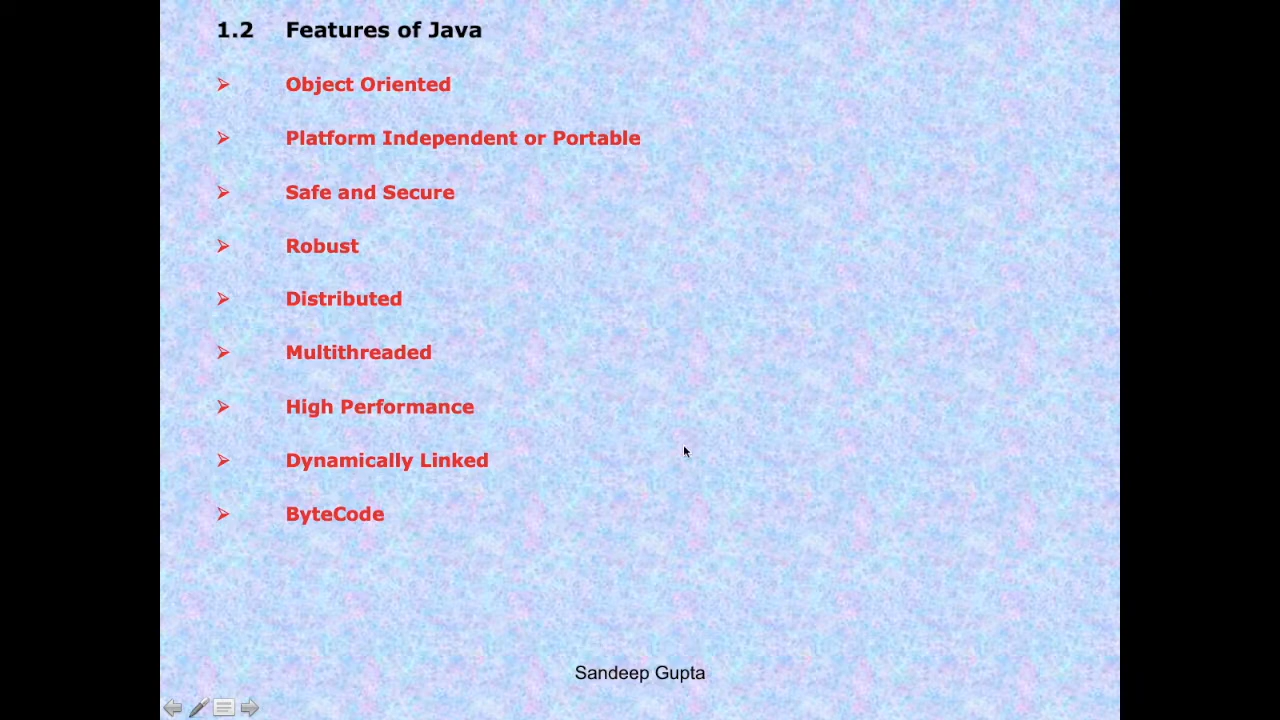 1.2 Features of Java
➢ Object Oriented
➢ Platform Independent or Portable
➢ Safe and Secure
➢ Robust
➢ Distributed
➢ Multithreaded
➢ High Performance
➢ Dynamically Linked
➢ ByteCode
Sandeep Gupta